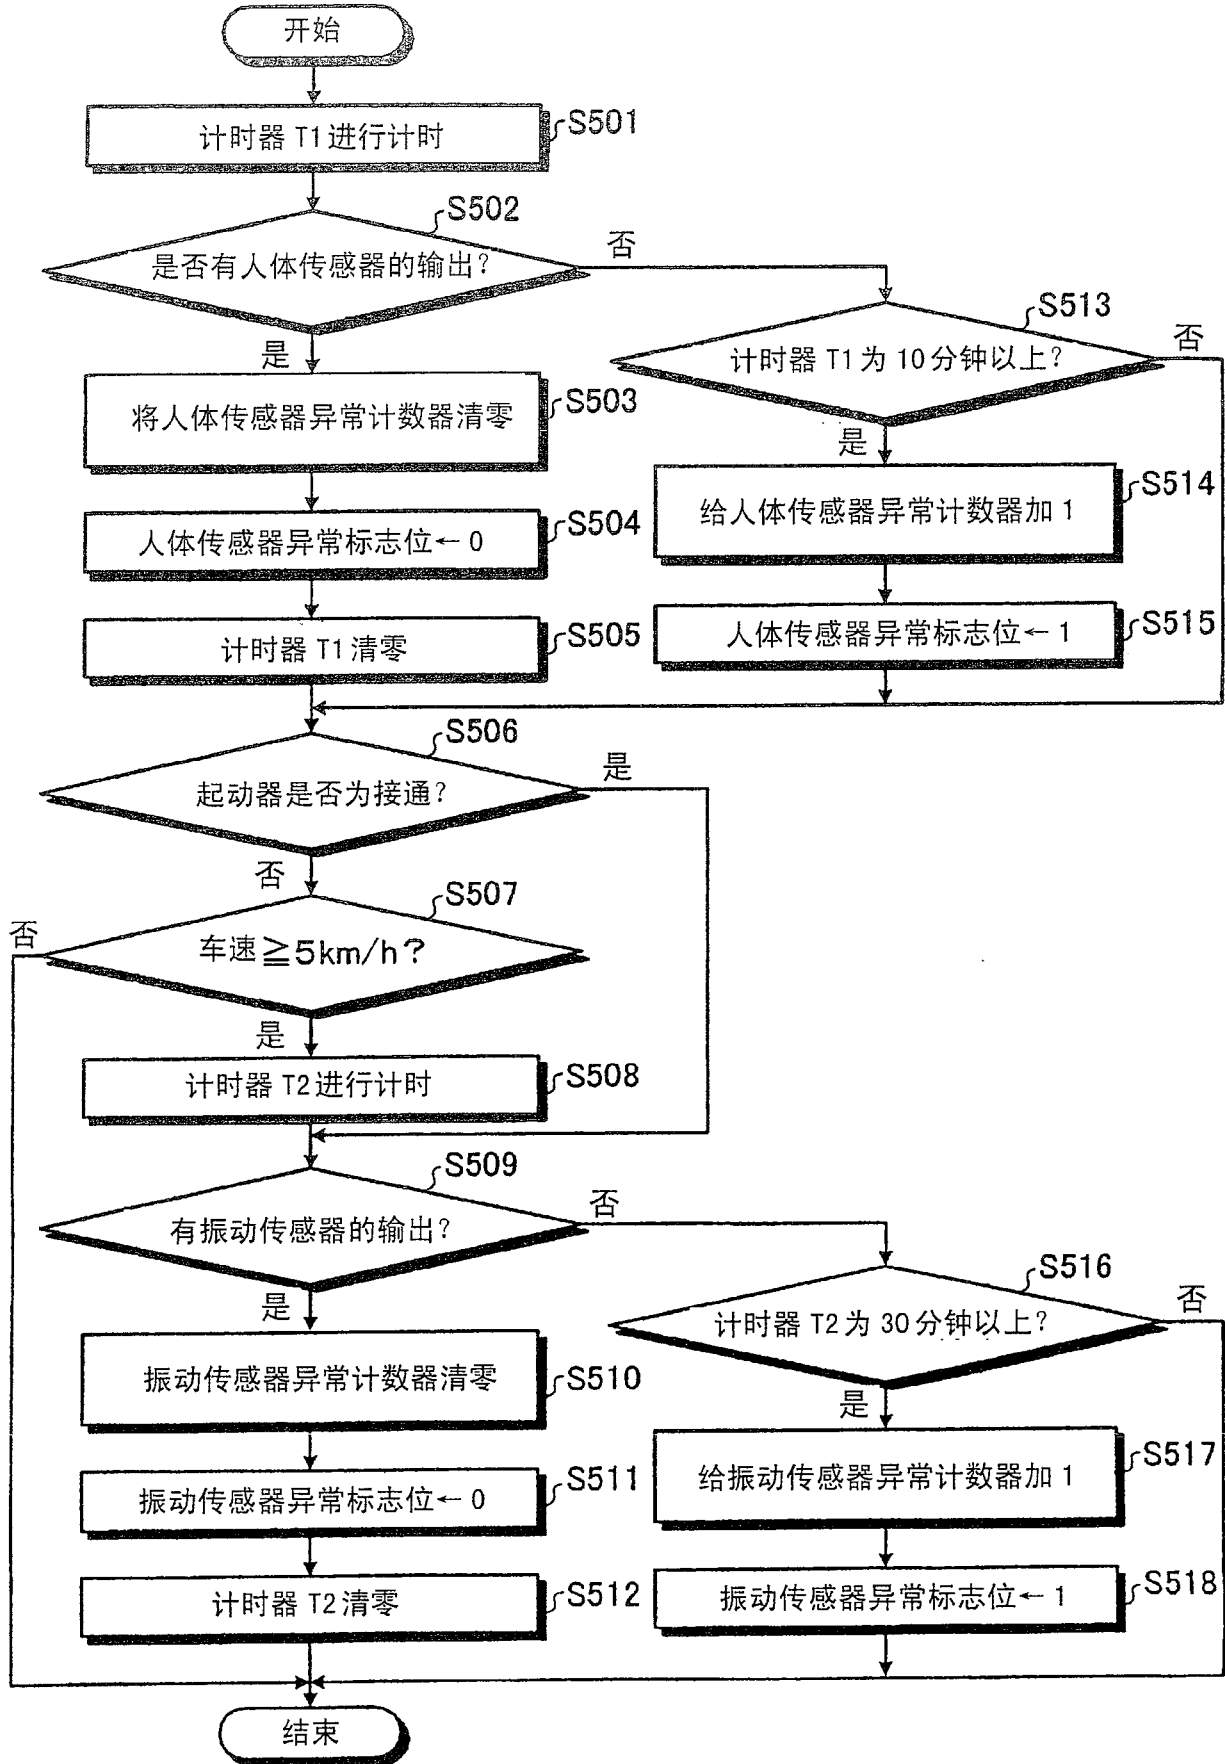 开始
计时器 T1 进行计时
S501
S502
是否有人体传感器的输出?
否
是
S513
计时器 T1 为 10 分钟以上?
否
是
将人体传感器异常计数器清零
S503
给人体传感器异常计数器加 1
S514
人体传感器异常标志位←0
S504
人体传感器异常标志位←1
S515
计时器 T1 清零
S505
S506
起动器是否为接通?
是
否
S507
车速≧5km/h?
否
是
计时器 T2 进行计时
S508
S509
有振动传感器的输出?
否
是
S516
计时器 T2 为 30 分钟以上?
否
是
振动传感器异常计数器清零
S510
给振动传感器异常计数器加 1
S517
振动传感器异常标志位←0
S511
振动传感器异常标志位←1
S518
计时器 T2 清零
S512
结束